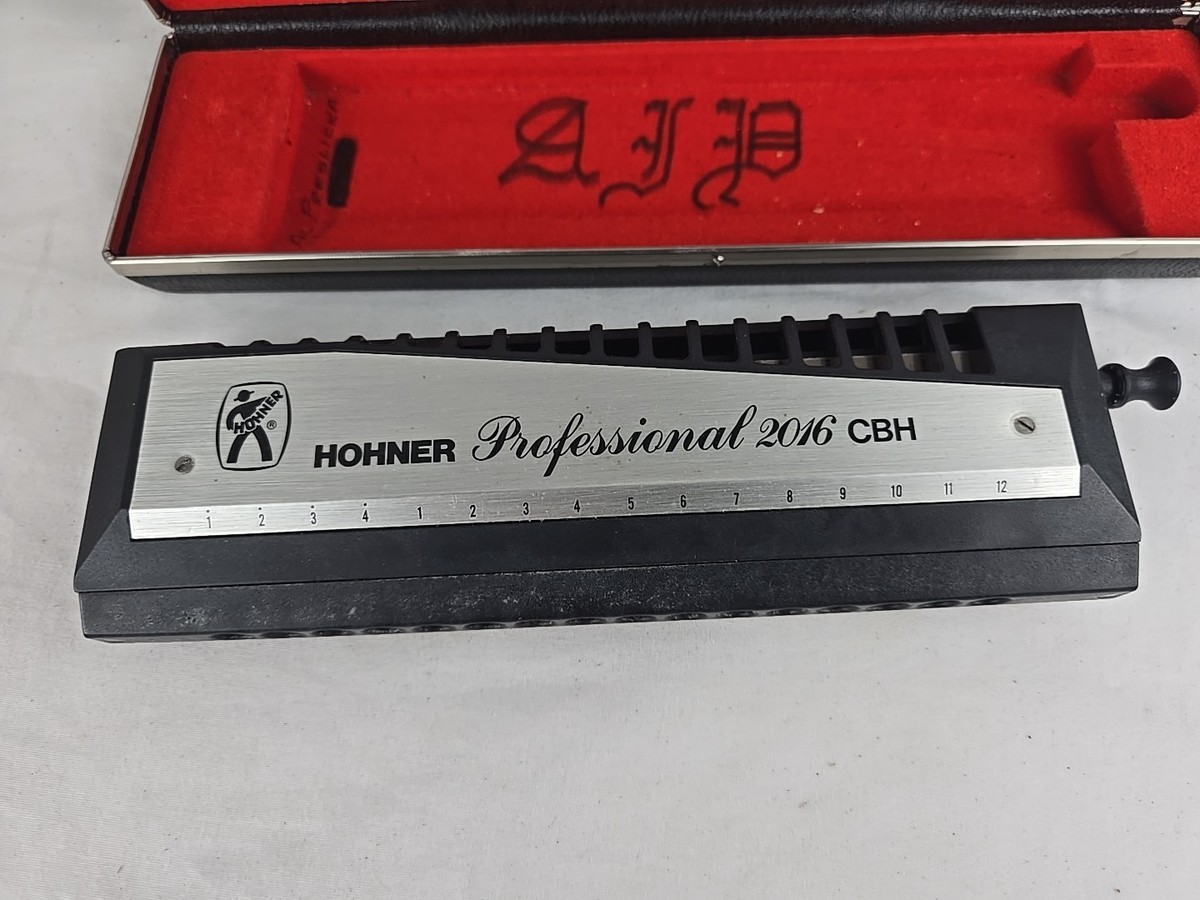 AJP
HOHNER
®
HOHNER Professional 2016 CBH
1 2 3 4 1 2 3 4 5 6 7 8 9 10 11 12